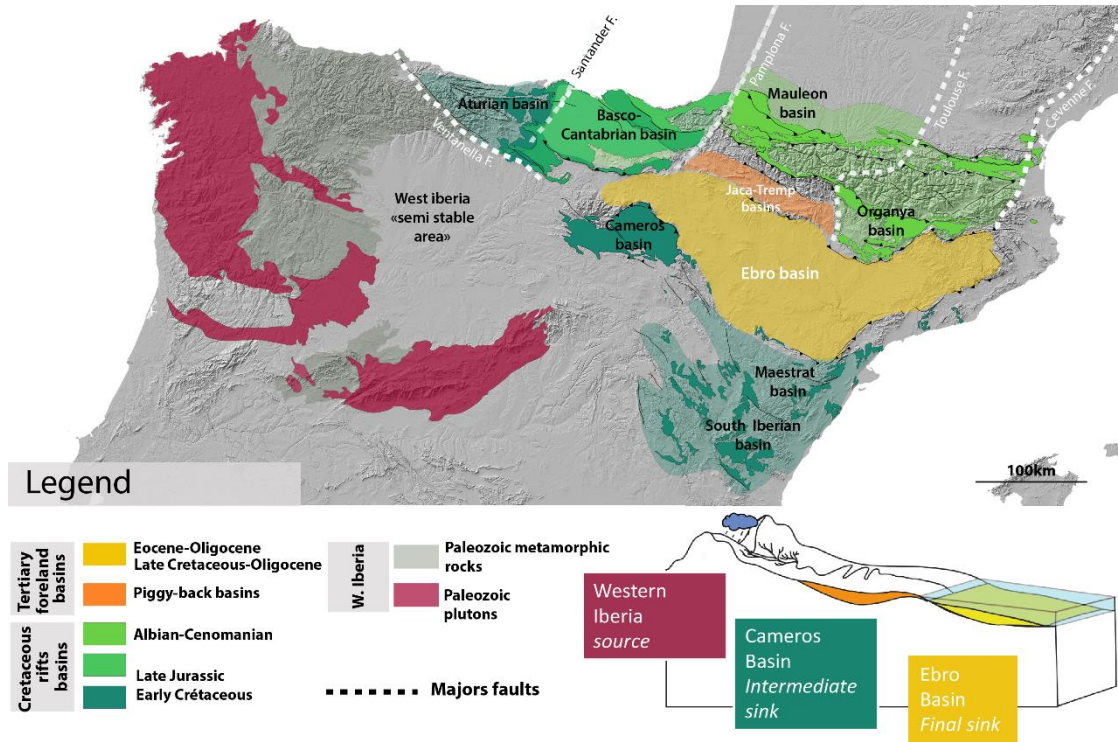 Santander F.
Pamplona F.
Toulouse F.
Cevenne F.
Ventaniella F.
Aturian basin
Basco-
Cantabrian basin
Mauleon
basin
West iberia
«semi stable
area»
Jaca-Tremp
basins
Organya
basin
Cameros
basin
Ebro basin
Maestrat
basin
South Iberian
basin
100km
Legend
Tertiary
foreland
basins
Eocene-Oligocene
Late Cretaceous-Oligocene
Piggy-back basins
Cretaceous
rifts
basins
Albian-Cenomanian
Late Jurassic
Early Crétaceous
W. Iberia
Paleozoic metamorphic
rocks
Paleozoic
plutons
Majors faults
Western
Iberia
source
Cameros
Basin
Intermediate
sink
Ebro
Basin
Final sink